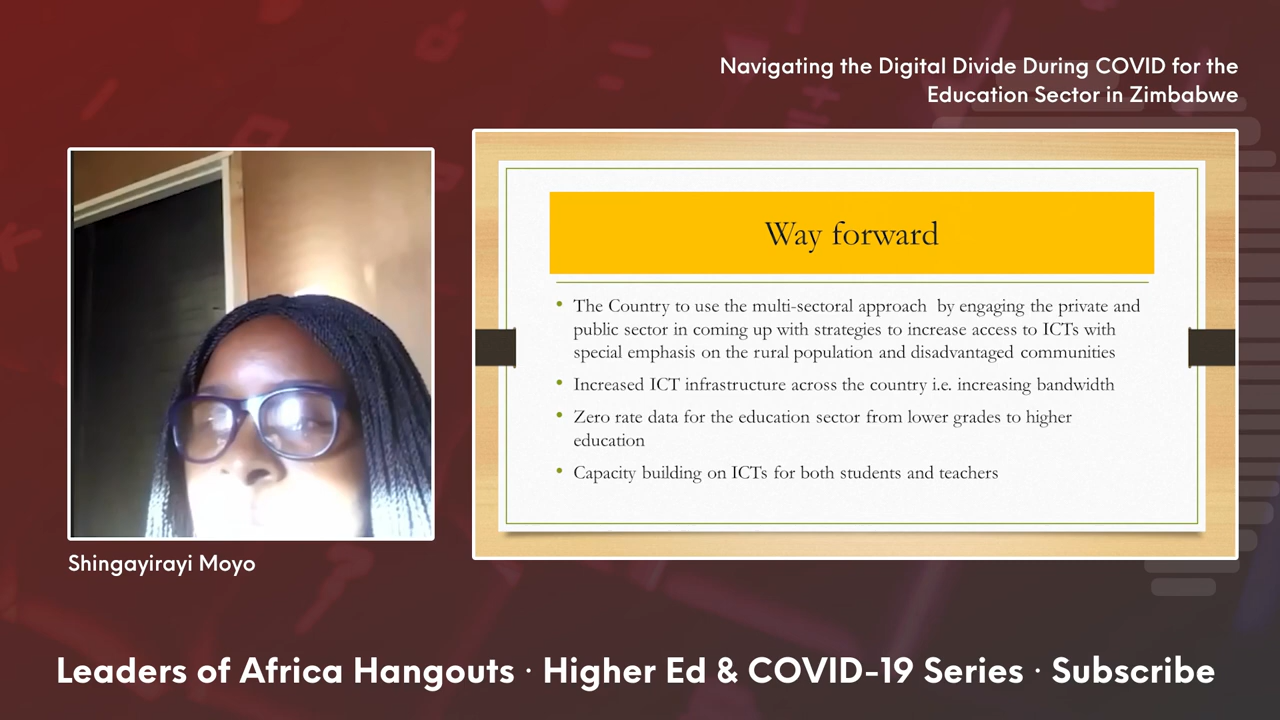 Navigating the Digital Divide During COVID for the
Education Sector in Zimbabwe
Way forward
• The Country to use the multi-sectoral approach by engaging the private and
public sector in coming up with strategies to increase access to ICTs with
special emphasis on the rural population and disadvantaged communities
• Increased ICT infrastructure across the country i.e. increasing bandwidth
• Zero rate data for the education sector from lower grades to higher
education
• Capacity building on ICTs for both students and teachers
Shingayirayi Moyo
Leaders of Africa Hangouts · Higher Ed & COVID-19 Series · Subscribe